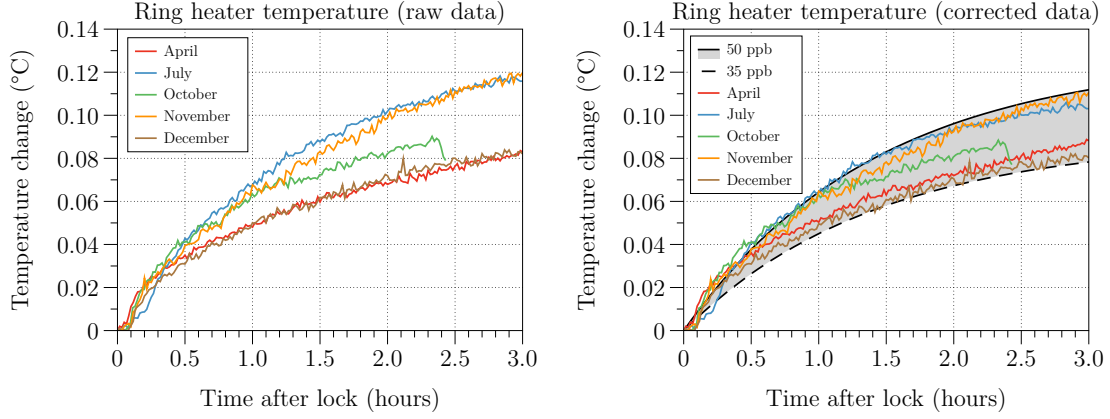 Ring heater temperature (raw data)
Temperature change (°C)
0.14
0.12
0.10
0.08
0.06
0.04
0.02
0
April
July
October
November
December
0
0.5
1.0
1.5
2.0
2.5
3.0
Time after lock (hours)
Ring heater temperature (corrected data)
Temperature change (°C)
0.14
0.12
0.10
0.08
0.06
0.04
0.02
0
50 ppb
35 ppb
April
July
October
November
December
0
0.5
1.0
1.5
2.0
2.5
3.0
Time after lock (hours)